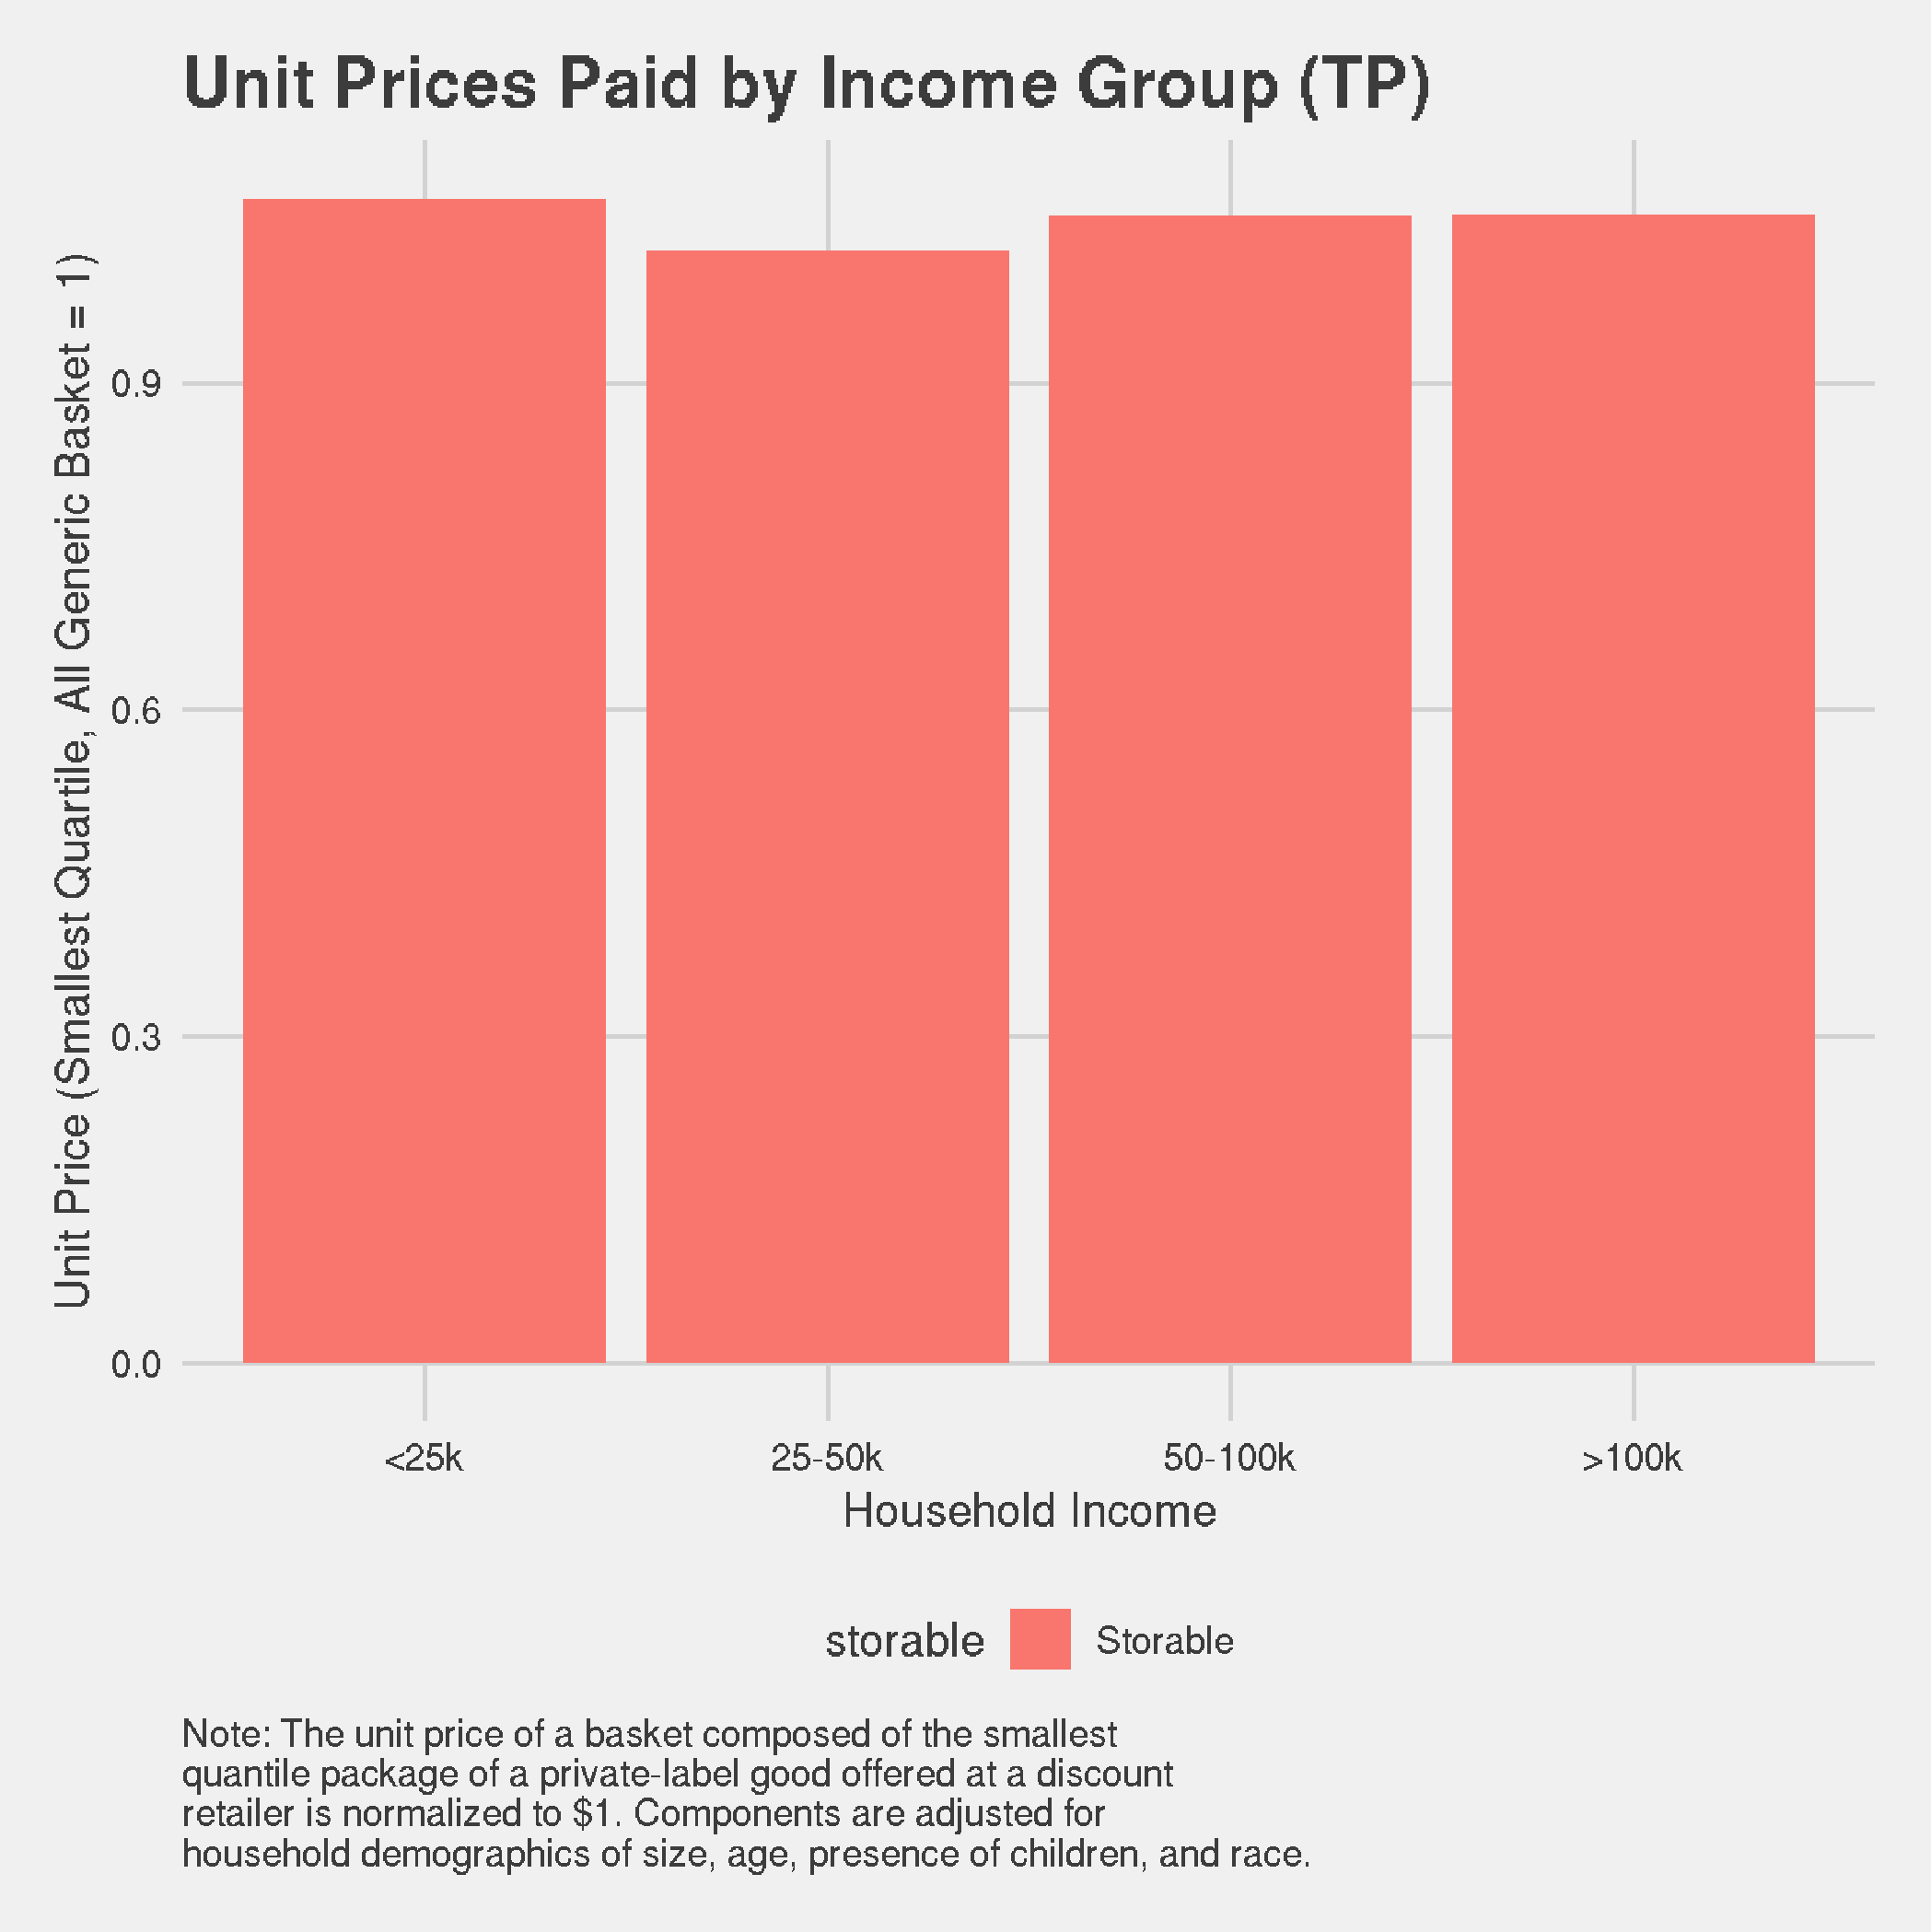 Unit Prices Paid by Income Group (TP)
Unit Price (Smallest Quartile, All Generic Basket = 1)
0.9
0.6
0.3
0.0
<25k
25-50k
50-100k
>100k
Household Income
storable
Storable
Note: The unit price of a basket composed of the smallest
quantile package of a private-label good offered at a discount
retailer is normalized to $1. Components are adjusted for
household demographics of size, age, presence of children, and race.